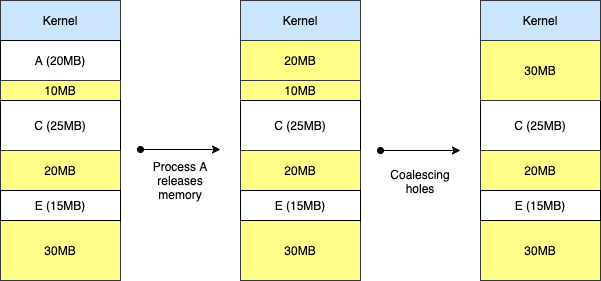 Kernel
A (20MB)
10MB
C (25MB)
20MB
E (15MB)
30MB
Process A
releases
memory
Kernel
20MB
10MB
C (25MB)
20MB
E (15MB)
30MB
Coalescing
holes
Kernel
30MB
C (25MB)
20MB
E (15MB)
30MB